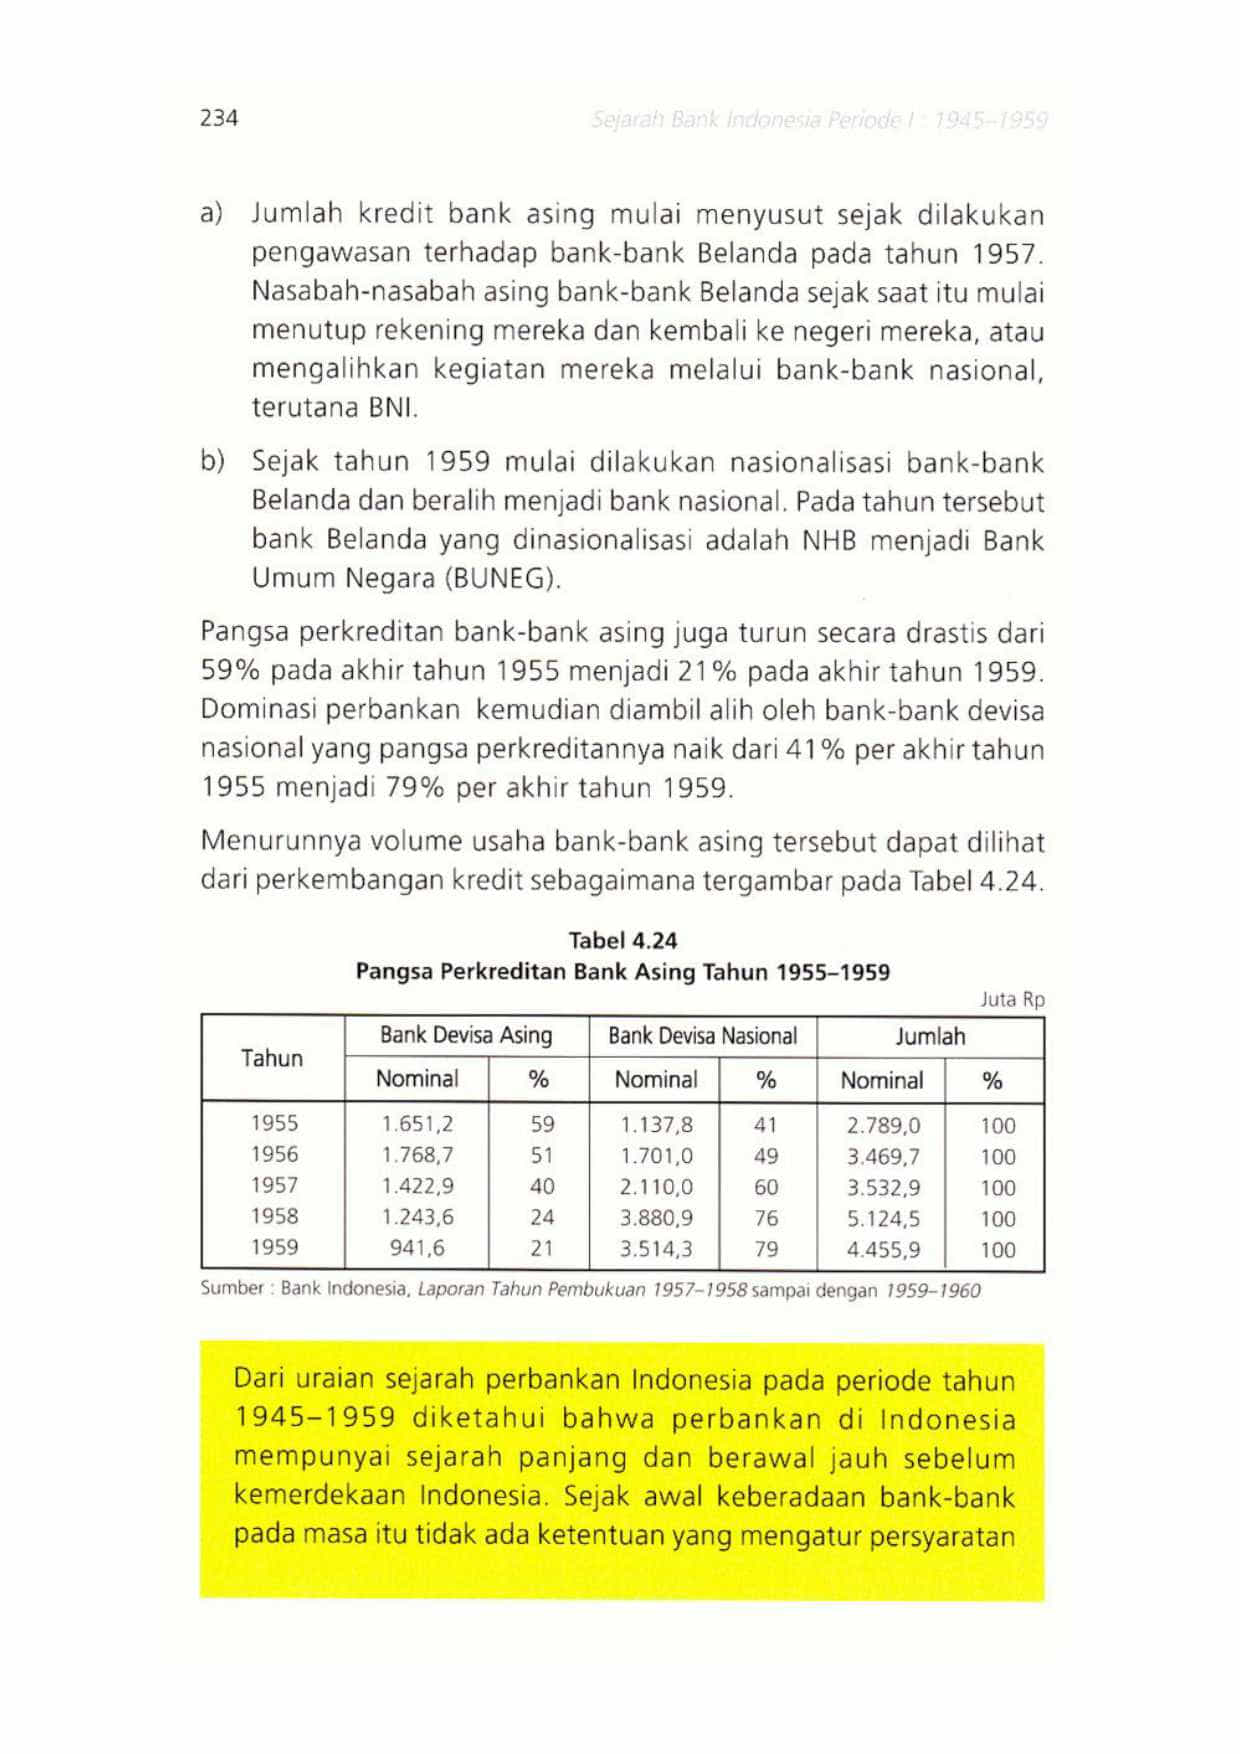 234
Sejarah Bank Indonesia Periode I : 1945–1959
a) Jumlah kredit bank asing mulai menyusut sejak dilakukan
pengawasan terhadap bank-bank Belanda pada tahun 1957.
Nasabah-nasabah asing bank-bank Belanda sejak saat itu mulai
menutup rekening mereka dan kembali ke negeri mereka, atau
mengalihkan kegiatan mereka melalui bank-bank nasional,
terutana BNI.
b) Sejak tahun 1959 mulai dilakukan nasionalisasi bank-bank
Belanda dan beralih menjadi bank nasional. Pada tahun tersebut
bank Belanda yang dinasionalisasi adalah NHB menjadi Bank
Umum Negara (BUNEG).
Pangsa perkreditan bank-bank asing juga turun secara drastis dari
59% pada akhir tahun 1955 menjadi 21% pada akhir tahun 1959.
Dominasi perbankan kemudian diambil alih oleh bank-bank devisa
nasional yang pangsa perkreditannya naik dari 41% per akhir tahun
1955 menjadi 79% per akhir tahun 1959.
Menurunnya volume usaha bank-bank asing tersebut dapat dilihat
dari perkembangan kredit sebagaimana tergambar pada Tabel 4.24.
Tabel 4.24
Pangsa Perkreditan Bank Asing Tahun 1955–1959
Juta Rp
Tahun Bank Devisa Asing Bank Devisa Nasional Jumlah
Nominal % Nominal % Nominal %
1955 1.651,2 59 1.137,8 41 2.789,0 100
1956 1.768,7 51 1.701,0 49 3.469,7 100
1957 1.422,9 40 2.110,0 60 3.532,9 100
1958 1.243,6 24 3.880,9 76 5.124,5 100
1959 941,6 21 3.514,3 79 4.455,9 100
Sumber : Bank Indonesia, Laporan Tahun Pembukuan 1957–1958 sampai dengan 1959–1960
Dari uraian sejarah perbankan Indonesia pada periode tahun
1945–1959 diketahui bahwa perbankan di Indonesia
mempunyai sejarah panjang dan berawal jauh sebelum
kemerdekaan Indonesia. Sejak awal keberadaan bank-bank
pada masa itu tidak ada ketentuan yang mengatur persyaratan